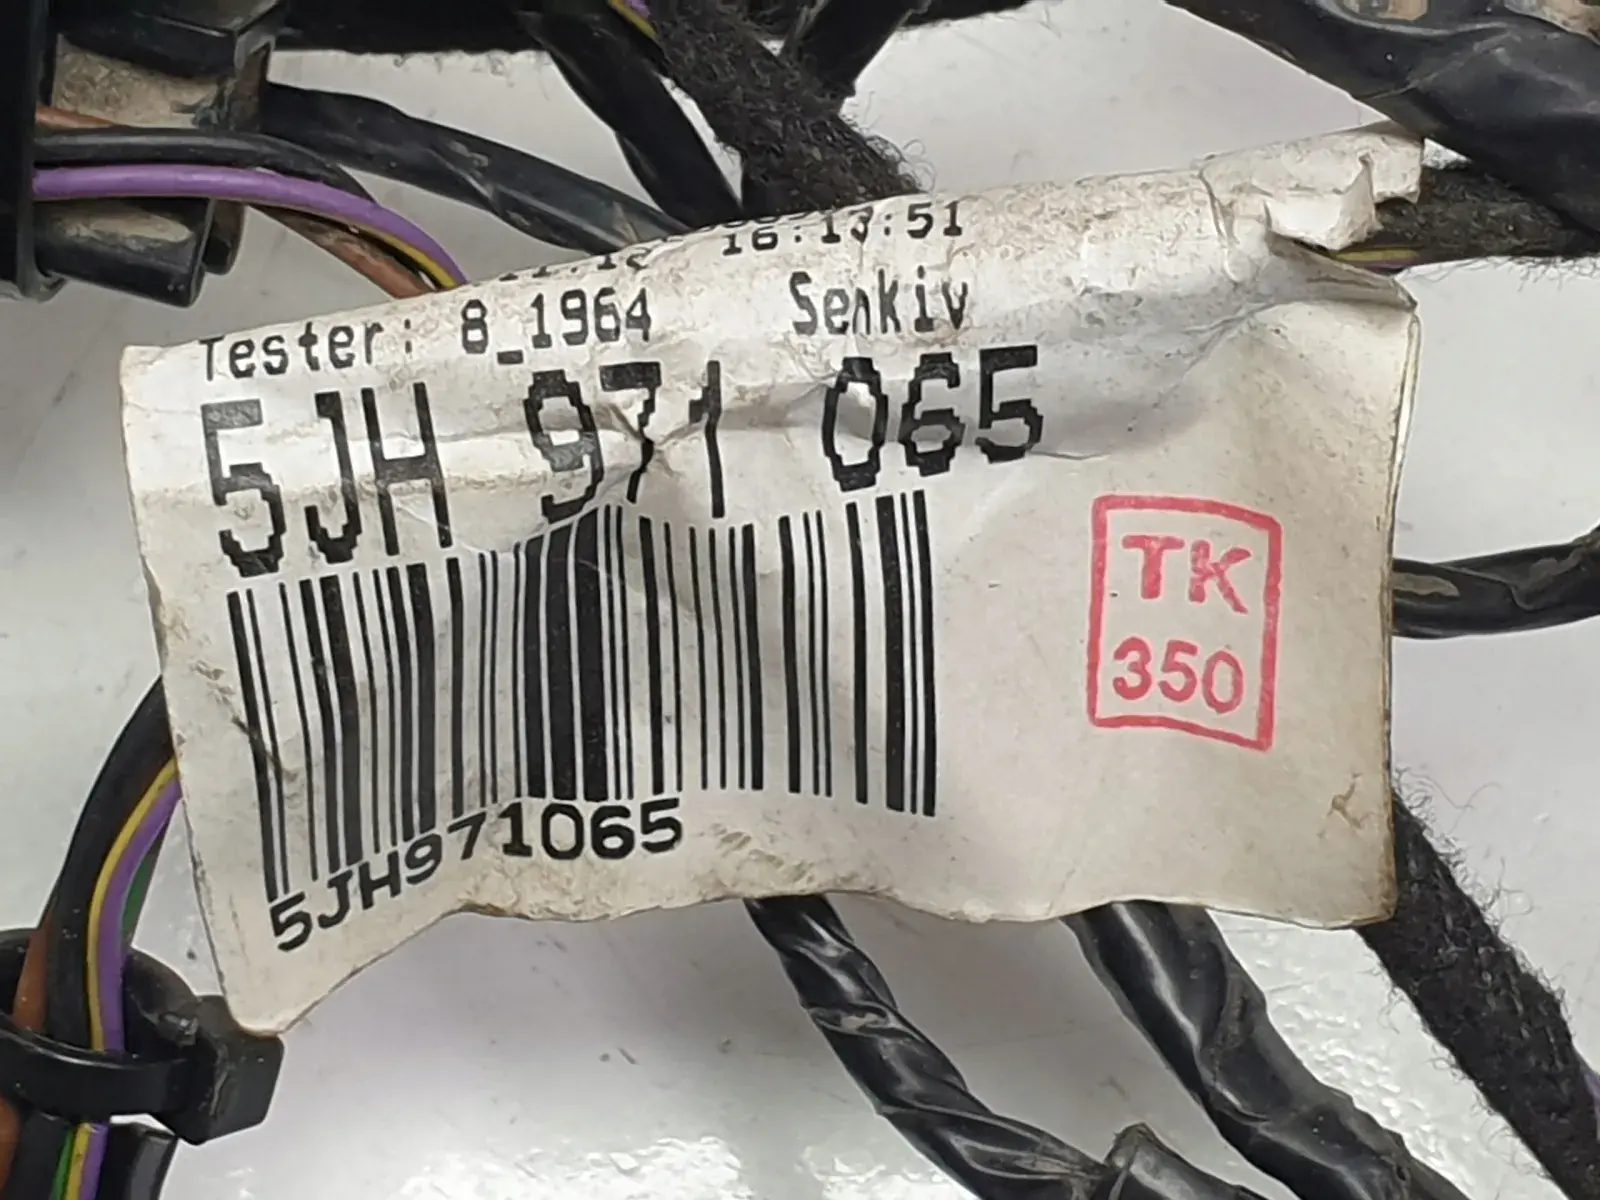 16:13:51
Tester: 8_1964 Senkiv
5JH 971 065
TK
350
5JH971065